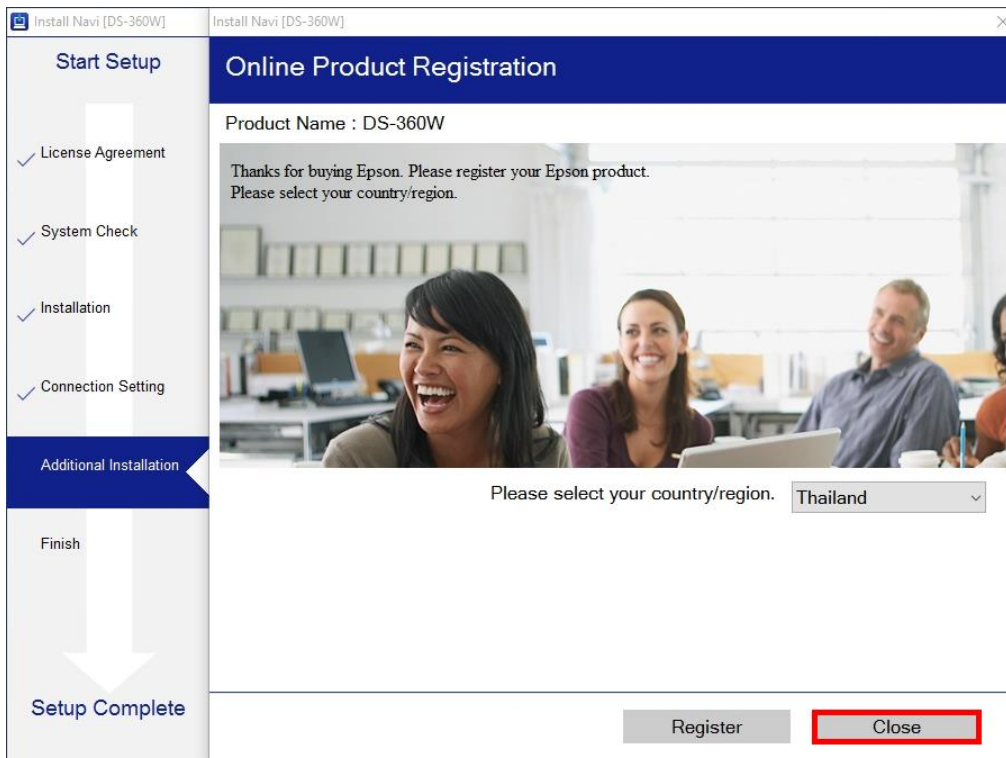 Install Navi [DS-360W]
Install Navi [DS-360W]
Start Setup
License Agreement
System Check
Installation
Connection Setting
Additional Installation
Finish
Setup Complete
Online Product Registration
Product Name : DS-360W
Thanks for buying Epson. Please register your Epson product.
Please select your country/region.
Please select your country/region.
Thailand
Register
Close